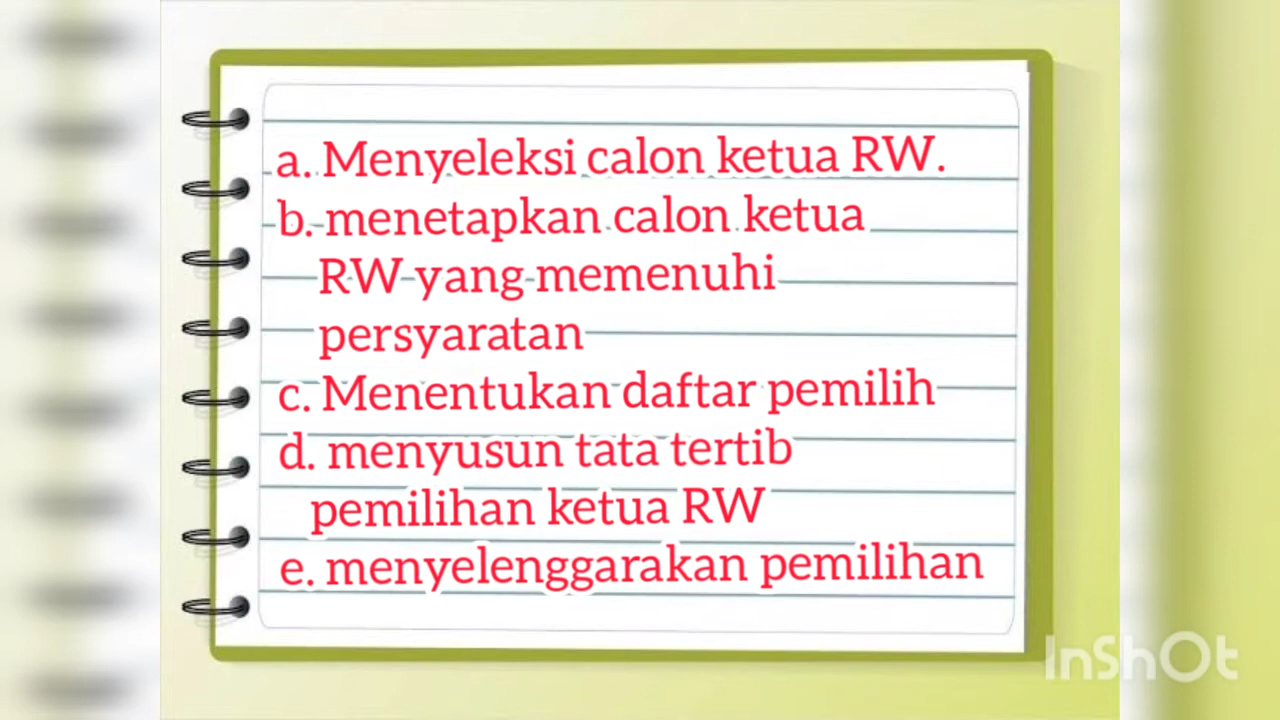 a. Menyeleksi calon ketua RW.
b. menetapkan calon ketua
RW yang memenuhi
persyaratan
c. Menentukan daftar pemilih
d. menyusun tata tertib
pemilihan ketua RW
e. menyelenggarakan pemilihan
InShOt